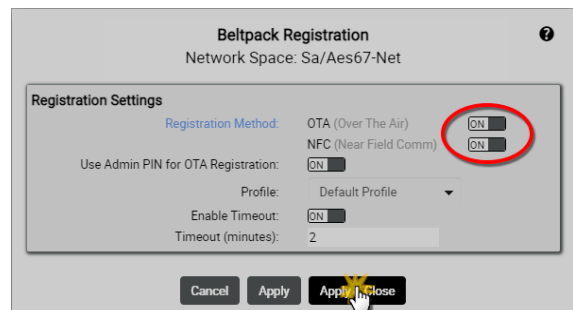 Beltpack Registration
?
Network Space: Sa/Aes67-Net
Registration Settings
Registration Method: OTA (Over The Air) ON
NFC (Near Field Comm) ON
Use Admin PIN for OTA Registration: ON
Profile: Default Profile
Enable Timeout: ON
Timeout (minutes): 2
Cancel Apply Apply Close